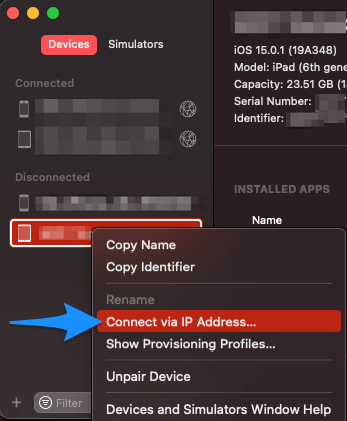 Devices
Simulators
iOS 15.0.1 (19A348)
Model: iPad (6th gene
Capacity: 23.51 GB (1
Serial Number:
Identifier:
Connected
Disconnected
INSTALLED APPS
Name
Copy Name
Copy Identifier
Rename
Connect via IP Address...
Show Provisioning Profiles...
Unpair Device
Devices and Simulators Window Help
Filter